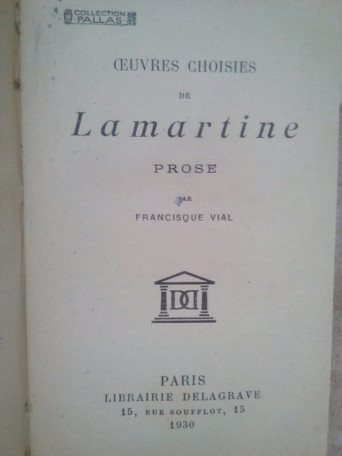 COLLECTION
PALLAS
ŒUVRES CHOISIES
DE
Lamartine
PROSE
PAR
FRANCISQUE VIAL
PARIS
LIBRAIRIE DELAGRAVE
15, RUE SOUFFLOT, 15
1930